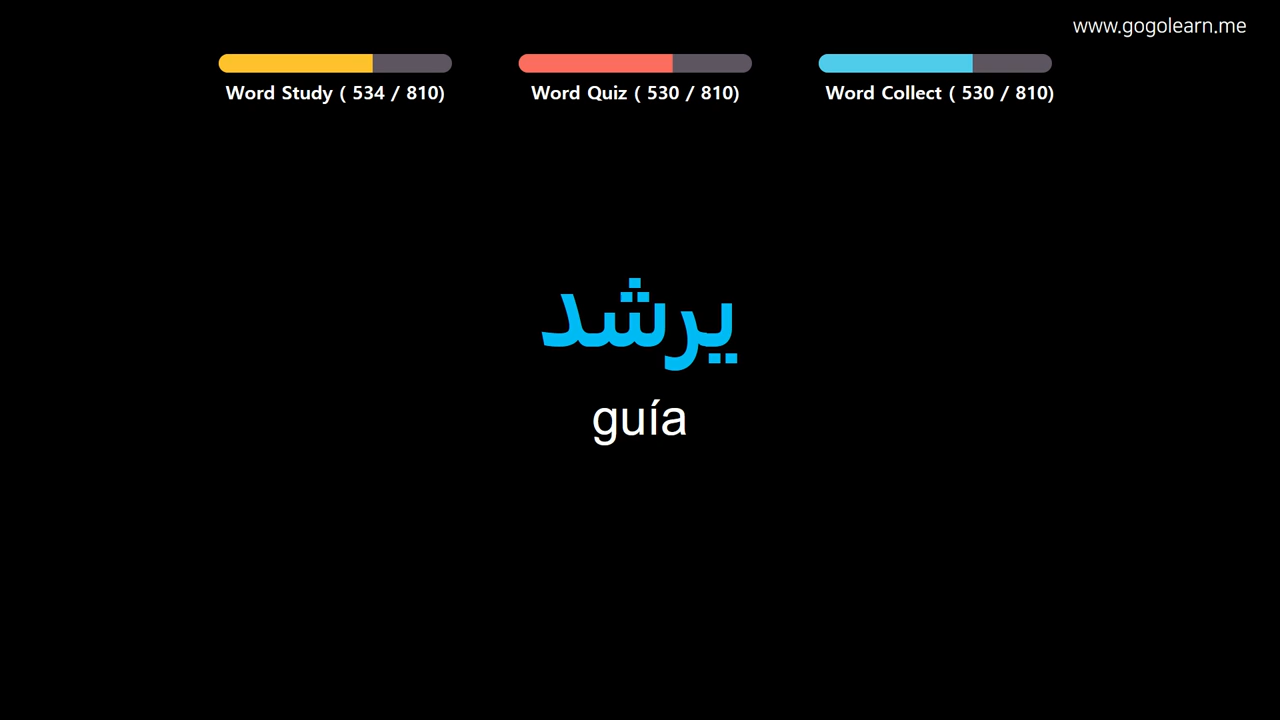 www.gogolearn.me
Word Study ( 534 / 810)
Word Quiz ( 530 / 810)
Word Collect ( 530 / 810)
يرشد
guía